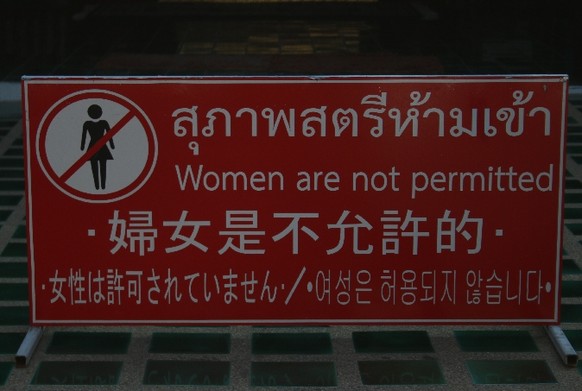 สุภาพสตรีห้ามเข้า
Women are not permitted
·婦女是不允許的·
·女性は許可されていません·/·여성은 허용되지 않습니다·